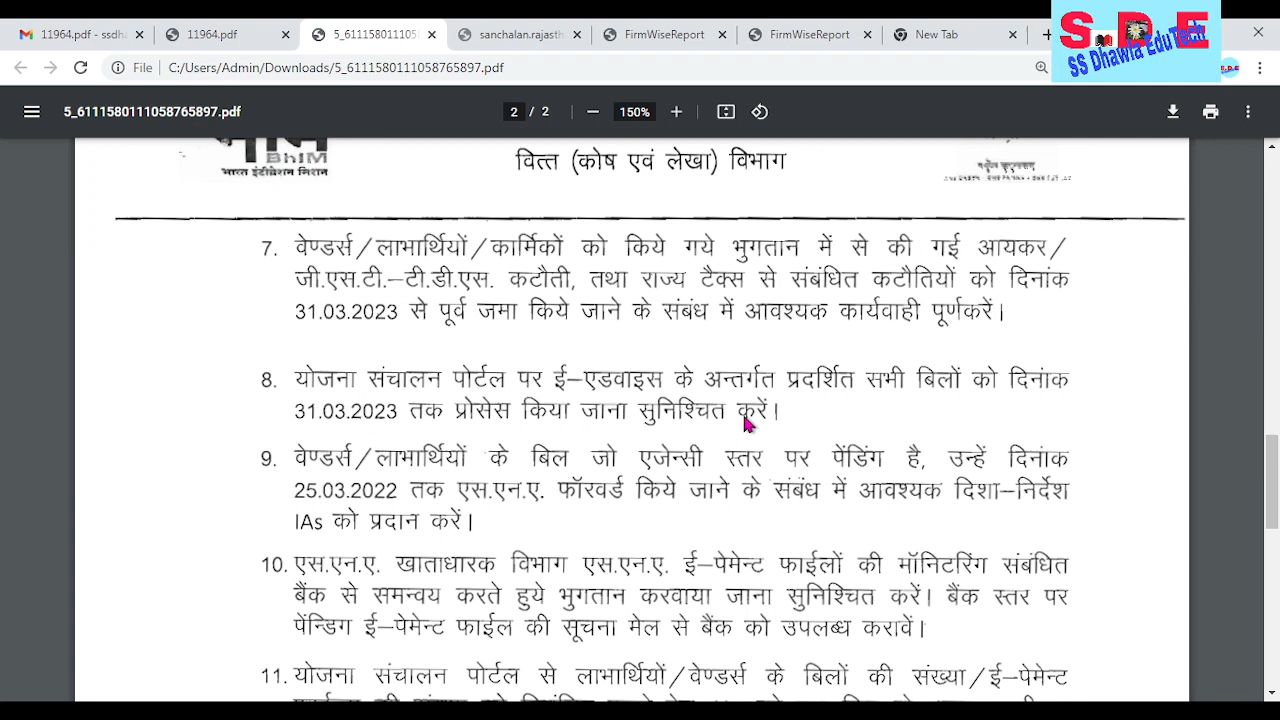 11964.pdf - ssdha
11964.pdf
5_6111580111058765897
sanchalan.rajasth
FirmWiseReport
FirmWiseReport
New Tab
S.D.E
SS Dhawla EduTech
File
C:/Users/Admin/Downloads/5_6111580111058765897.pdf
5_6111580111058765897.pdf
2 / 2
150%
BhIM
भारत इंटीग्रेशन मिशन
वित्त (कोष एवं लेखा) विभाग
7. वेण्डर्स/लाभार्थियों/कार्मिकों को किये गये भुगतान में से की गई आयकर/
जी.एस.टी.–टी.डी.एस. कटौती, तथा राज्य टैक्स से संबंधित कटौतियों को दिनांक
31.03.2023 से पूर्व जमा किये जाने के संबंध में आवश्यक कार्यवाही पूर्णकरें।
8. योजना संचालन पोर्टल पर ई–एडवाइस के अन्तर्गत प्रदर्शित सभी बिलों को दिनांक
31.03.2023 तक प्रोसेस किया जाना सुनिश्चित करें।
9. वेण्डर्स/लाभार्थियों के बिल जो एजेन्सी स्तर पर पेंडिंग है, उन्हें दिनांक
25.03.2022 तक एस.एन.ए. फॉरवर्ड किये जाने के संबंध में आवश्यक दिशा–निर्देश
IAs को प्रदान करें।
10. एस.एन.ए. खाताधारक विभाग एस.एन.ए. ई–पेमेन्ट फाईलों की मॉनिटरिंग संबंधित
बैंक से समन्वय करते हुये भुगतान करवाया जाना सुनिश्चित करें। बैंक स्तर पर
पेंन्डिग ई–पेमेन्ट फाईल की सूचना मेल से बैंक को उपलब्ध करावें।
11. योजना संचालन पोर्टल से लाभार्थियों/वेण्डर्स के बिलों की संख्या/ई–पेमेन्ट